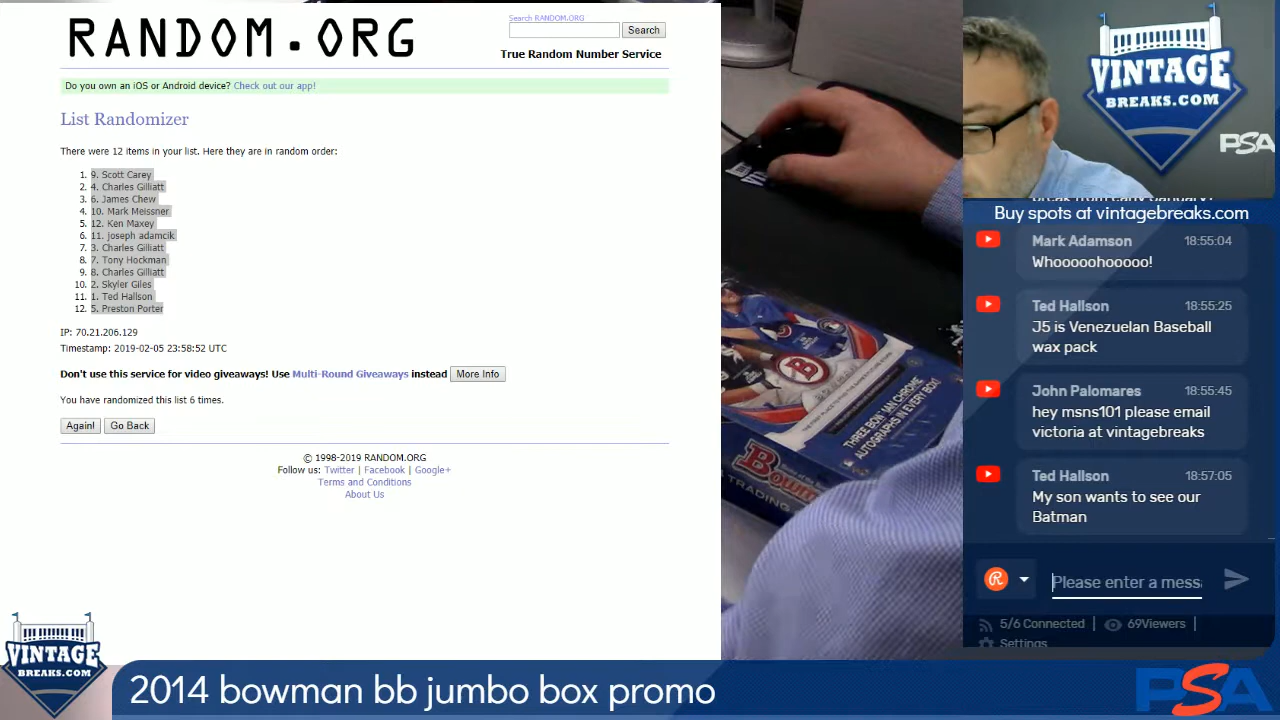 RANDOM.ORG
Search RANDOM.ORG
Search
True Random Number Service
Do you own an iOS or Android device? Check out our app!
List Randomizer
There were 12 items in your list. Here they are in random order:
1. 9. Scott Carey
2. 4. Charles Gilliatt
3. 6. James Chew
4. 10. Mark Meissner
5. 12. Ken Maxey
6. 11. joseph adamcik
7. 3. Charles Gilliatt
8. 7. Tony Hockman
9. 8. Charles Gilliatt
10. 2. Skyler Giles
11. 1. Ted Hallson
12. 5. Preston Porter
IP: 70.21.206.129
Timestamp: 2019-02-05 23:58:52 UTC
Don't use this service for video giveaways! Use Multi-Round Giveaways instead More Info
You have randomized this list 6 times.
Again! Go Back
© 1998-2019 RANDOM.ORG
Follow us: Twitter | Facebook | Google+
Terms and Conditions
About Us
THREE BOWMAN CHROME
AUTOGRAPHS IN EVERY BOX!
B
TRADING
VINTAGE
BREAKS.COM
PSA
Buy spots at vintagebreaks.com
Mark Adamson 18:55:04
Whooooohooooo!
Ted Hallson 18:55:25
J5 is Venezuelan Baseball
wax pack
John Palomares 18:55:45
hey msns101 please email
victoria at vintagebreaks
Ted Hallson 18:57:05
My son wants to see our
Batman
Please enter a mess
5/6 Connected | 69Viewers |
Settings
VINTAGE
BREAKS.COM
2014 bowman bb jumbo box promo
PSA